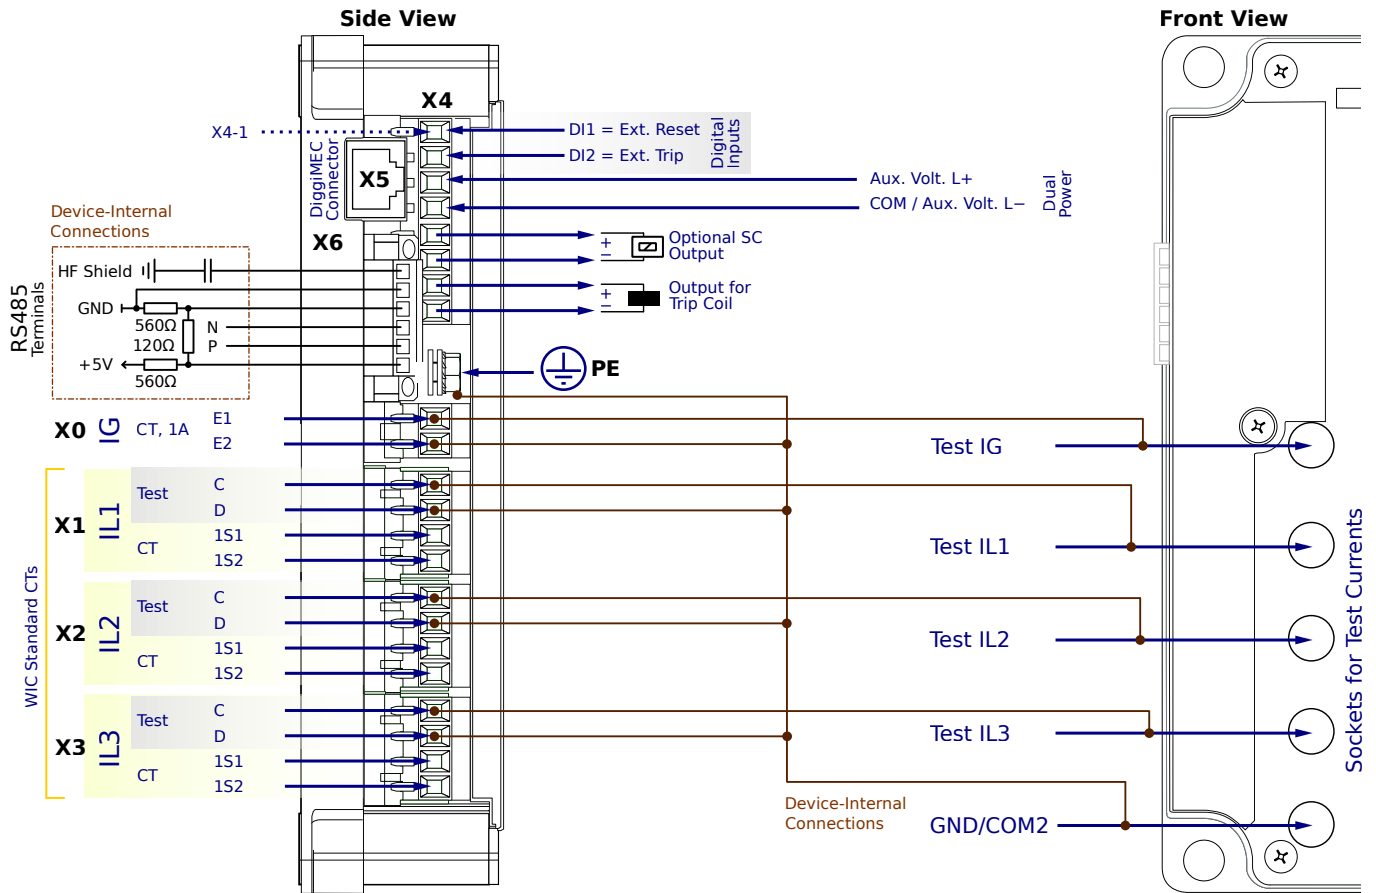 Side View
Front View
X4
X4-1
DI1 = Ext. Reset
DI2 = Ext. Trip
Digital
Inputs
DiggiMEC
Connector
X5
Aux. Volt. L+
COM / Aux. Volt. L−
Dual
Power
X6
+
−
Optional SC
Output
+
−
Output for
Trip Coil
Device-Internal
Connections
RS485
Terminals
HF Shield
GND
560Ω
N
120Ω
P
+5V
560Ω
PE
X0
IG
CT, 1A
E1
E2
Test IG
WIC Standard CTs
X1
IL1
Test
C
D
CT
1S1
1S2
Test IL1
X2
IL2
Test
C
D
CT
1S1
1S2
Test IL2
X3
IL3
Test
C
D
CT
1S1
1S2
Test IL3
Device-Internal
Connections
GND/COM2
Sockets for Test Currents